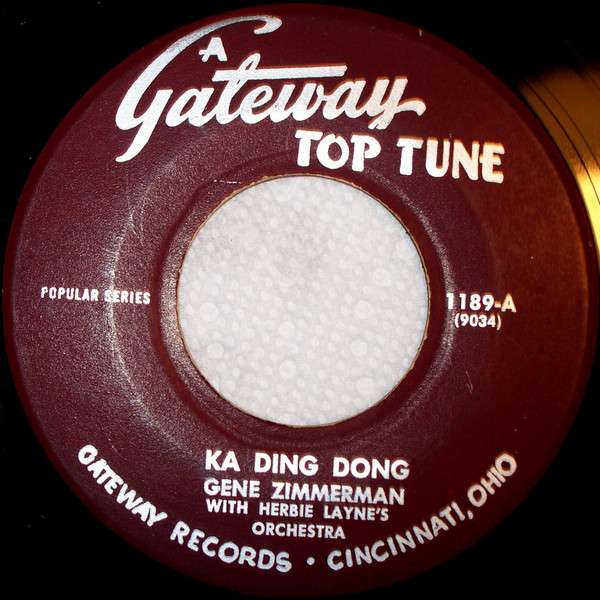 A
Gateway
TOP TUNE
POPULAR SERIES
1189-A
(9034)
KA DING DONG
GENE ZIMMERMAN
WITH HERBIE LAYNE'S
ORCHESTRA
GATEWAY RECORDS • CINCINNATI, OHIO